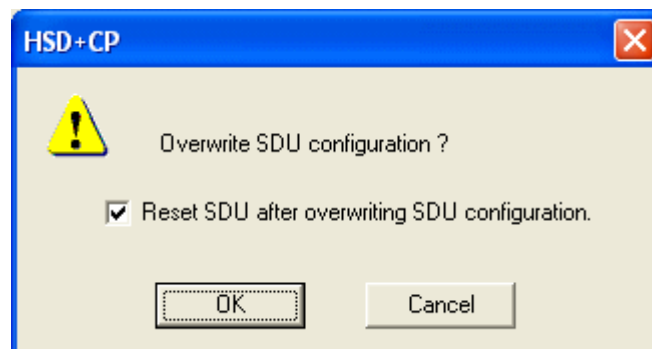 HSD+CP
Overwrite SDU configuration ?
Reset SDU after overwriting SDU configuration.
OK
Cancel